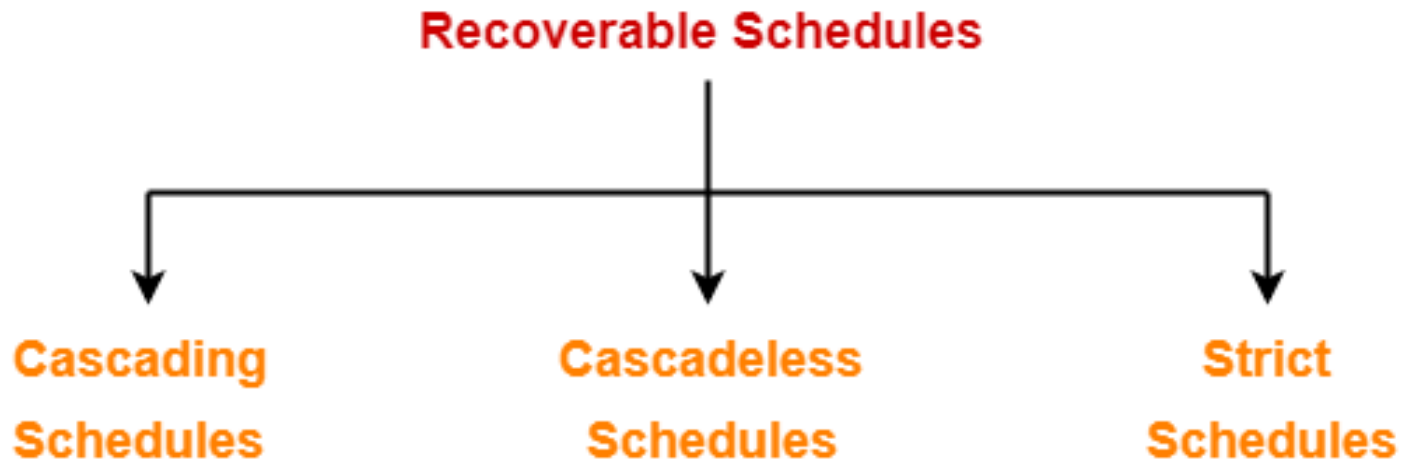 Recoverable Schedules
Cascading
Schedules
Cascadeless
Schedules
Strict
Schedules